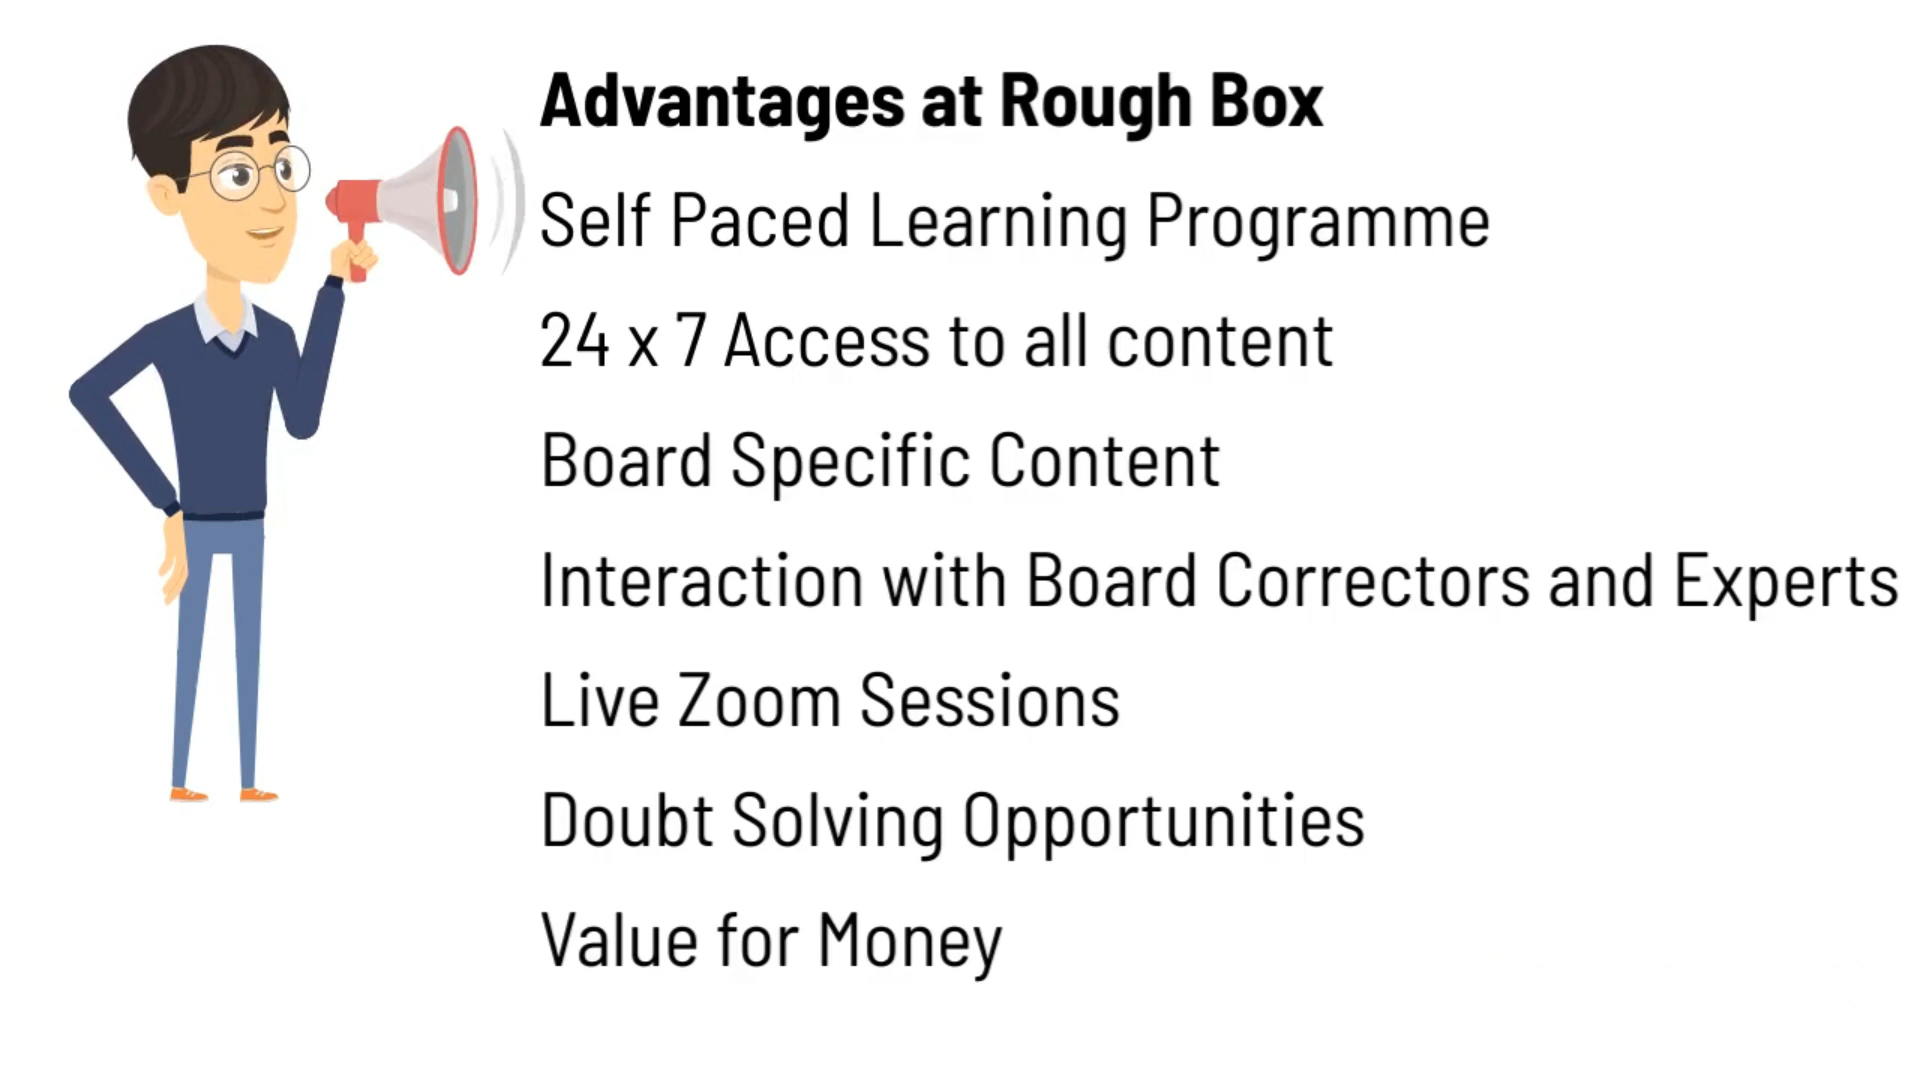 Advantages at Rough Box
Self Paced Learning Programme
24 x 7 Access to all content
Board Specific Content
Interaction with Board Correctors and Experts
Live Zoom Sessions
Doubt Solving Opportunities
Value for Money